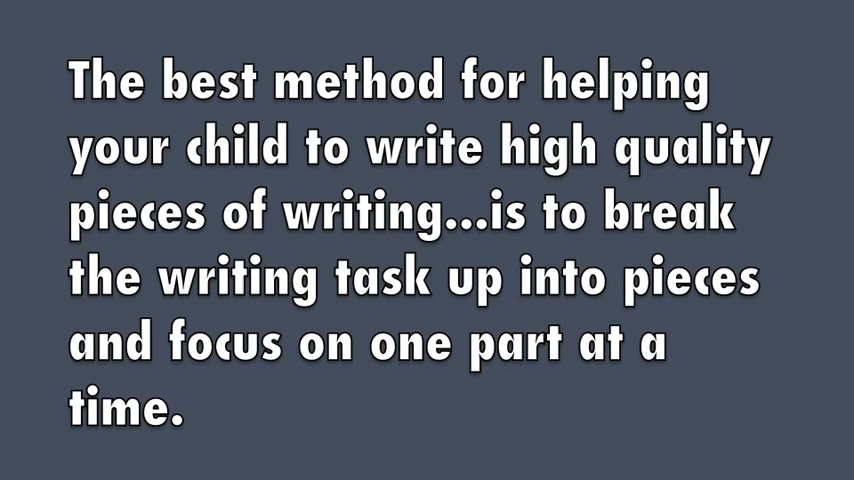 The best method for helping
your child to write high quality
pieces of writing...is to break
the writing task up into pieces
and focus on one part at a
time.